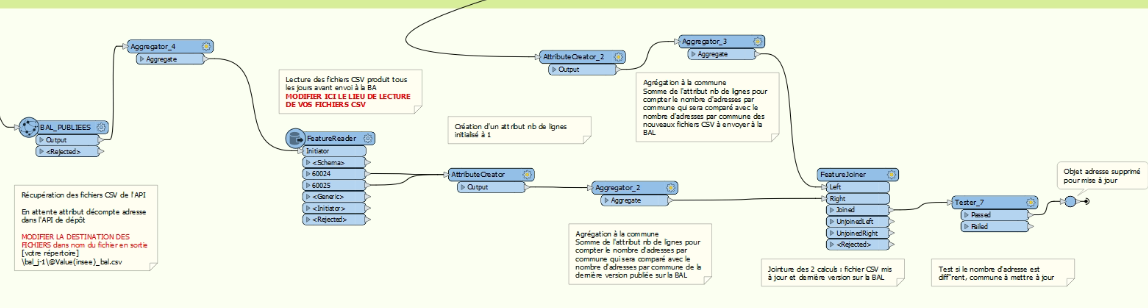 Aggregator_4
Aggregate
BAL_PUBLIEES
Output
<Rejected>
Récupération des fichiers CSV de l'API
En attente attribut décompte adresse
dans l'API de dépôt
MODIFIER LA DESTINATION DES
FICHIERS dans nom du fichier en sortie
[votre répertoire]
\bal_j-1\@Value(insee)_bal.csv
Lecture des fichiers CSV produit tous
les jours avant envoi à la BA
MODIFIER ICI LE LIEU DE LECTURE
DE VOS FICHIERS CSV
FeatureReader
Initiator
<Schema>
60024
60025
<Generic>
<Initiator>
<Rejected>
Création d'un attribut nb de lignes
initialisé à 1
AttributeCreator
Output
AttributeCreator_2
Output
Aggregator_3
Aggregate
Agrégation à la commune
Somme de l'attribut nb de lignes pour
compter le nombre d'adresses par
commune qui sera comparé avec le
nombre d'adresses par commune des
nouveaux fichiers CSV à envoyer à la
BAL
Aggregator_2
Aggregate
Agrégation à la commune
Somme de l'attribut nb de lignes pour
compter le nombre d'adresses par
commune qui sera comparé avec le
nombre d'adresses par commune de la
dernière version publiée sur la BAL
FeatureJoiner
Left
Right
Joined
UnjoinedLeft
UnjoinedRight
<Rejected>
Jointure des 2 calculs : fichier CSV mis
à jour et dernière version sur la BAL
Tester_7
Passed
Failed
Test si le nombre d'adresse est
diff'rent, commune à mettre à jour
Objet adresse supprimé
pour mise à jour